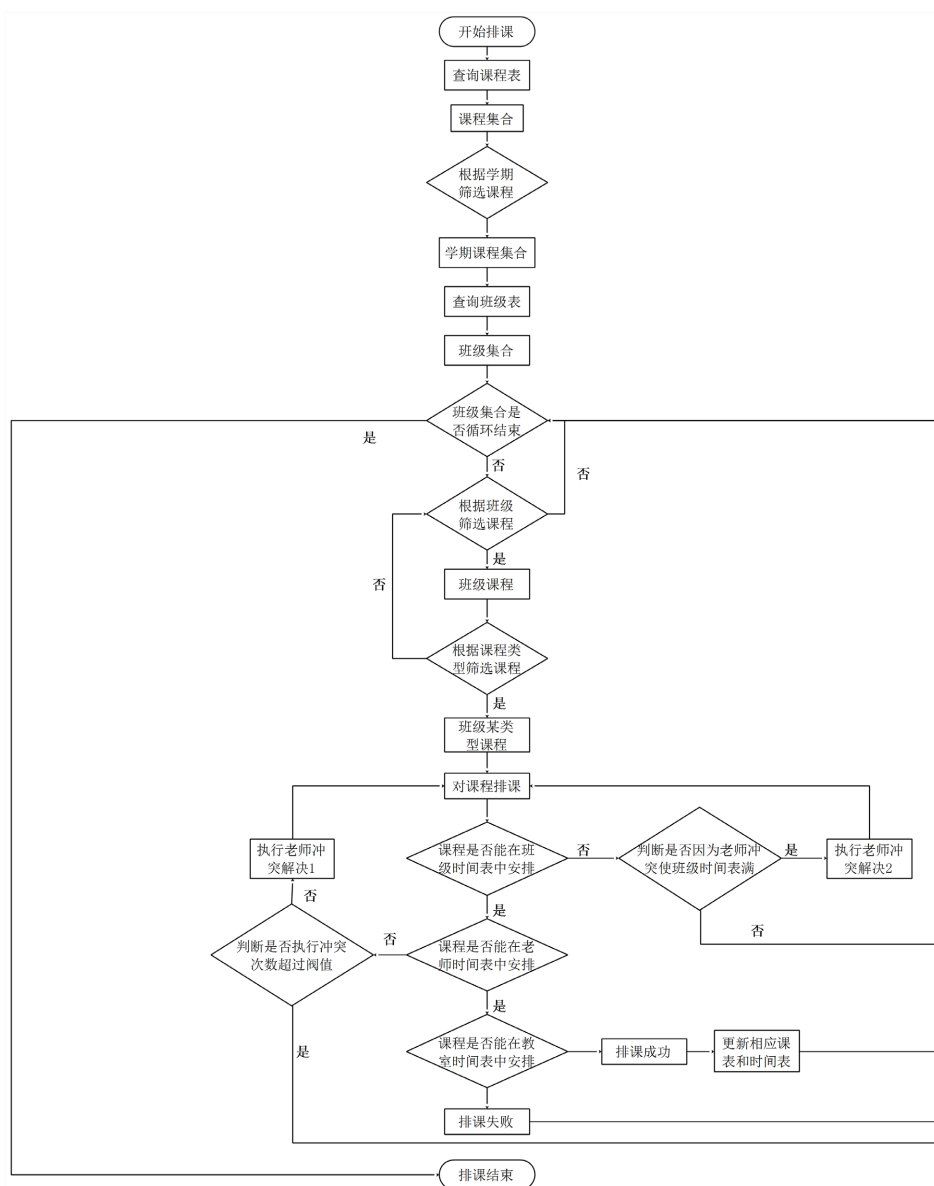 开始排课
查询课程表
课程集合
根据学期
筛选课程
学期课程集合
查询班级表
班级集合
班级集合是
否循环结束
是
否
否
根据班级
筛选课程
是
否
班级课程
根据课程类
型筛选课程
是
班级某类
型课程
对课程排课
执行老师冲
突解决1
课程是否能在班
级时间表中安排
否
判断是否因为老师冲
突使班级时间表满
是
执行老师冲
突解决2
否
是
否
判断是否执行冲突
次数超过阀值
否
课程是否能在老
师时间表中安排
是
是
课程是否能在教
室时间表中安排
排课成功
更新相应课
表和时间表
排课失败
排课结束